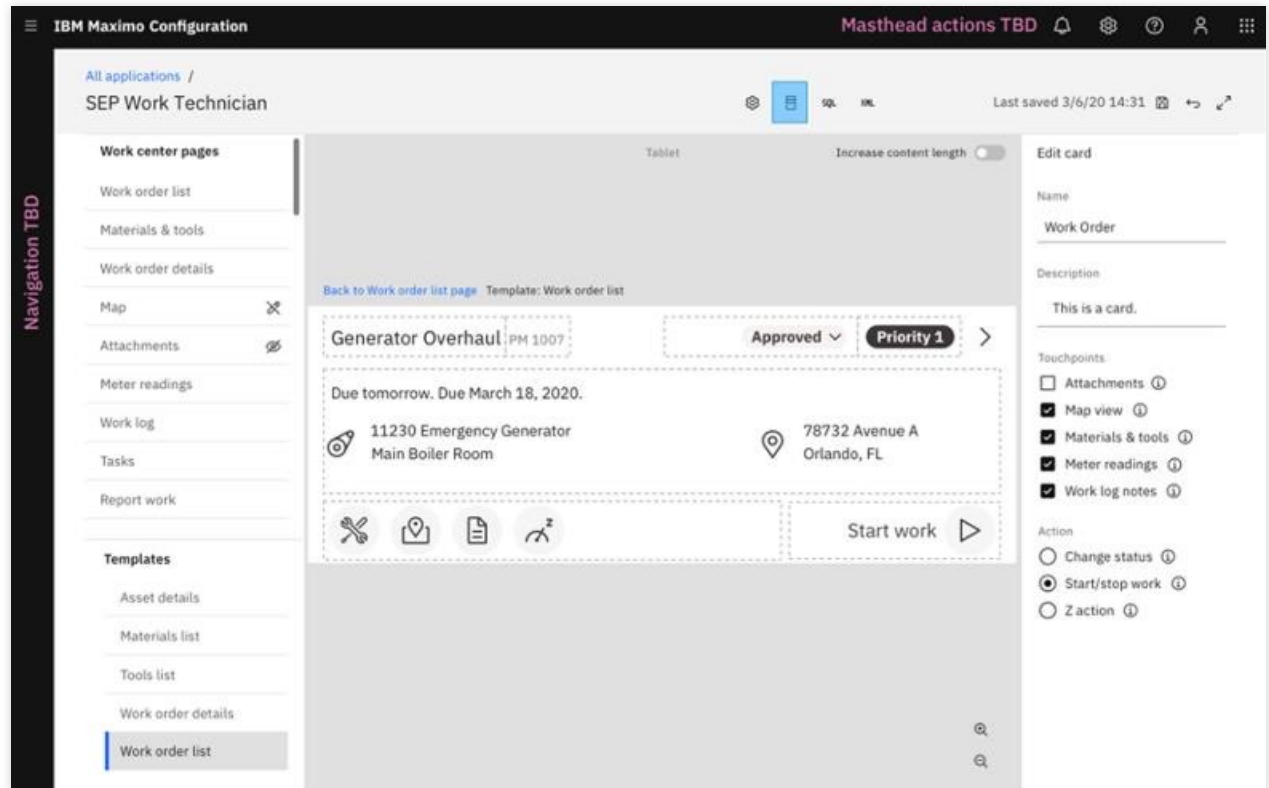 IBM Maximo Configuration
Masthead actions TBD
Navigation TBD
All applications /
SEP Work Technician
SQL
XML
Last saved 3/6/20 14:31
Work center pages
Work order list
Materials & tools
Work order details
Map
Attachments
Meter readings
Work log
Tasks
Report work
Templates
Asset details
Materials list
Tools list
Work order details
Work order list
Tablet
Increase content length
Back to Work order list page Template: Work order list
Generator Overhaul PM 1007
Approved
Priority 1
Due tomorrow. Due March 18, 2020.
11230 Emergency Generator
Main Boiler Room
78732 Avenue A
Orlando, FL
z
Start work
Edit card
Name
Work Order
Description
This is a card.
Touchpoints
Attachments
Map view
Materials & tools
Meter readings
Work log notes
Action
Change status
Start/stop work
Z action